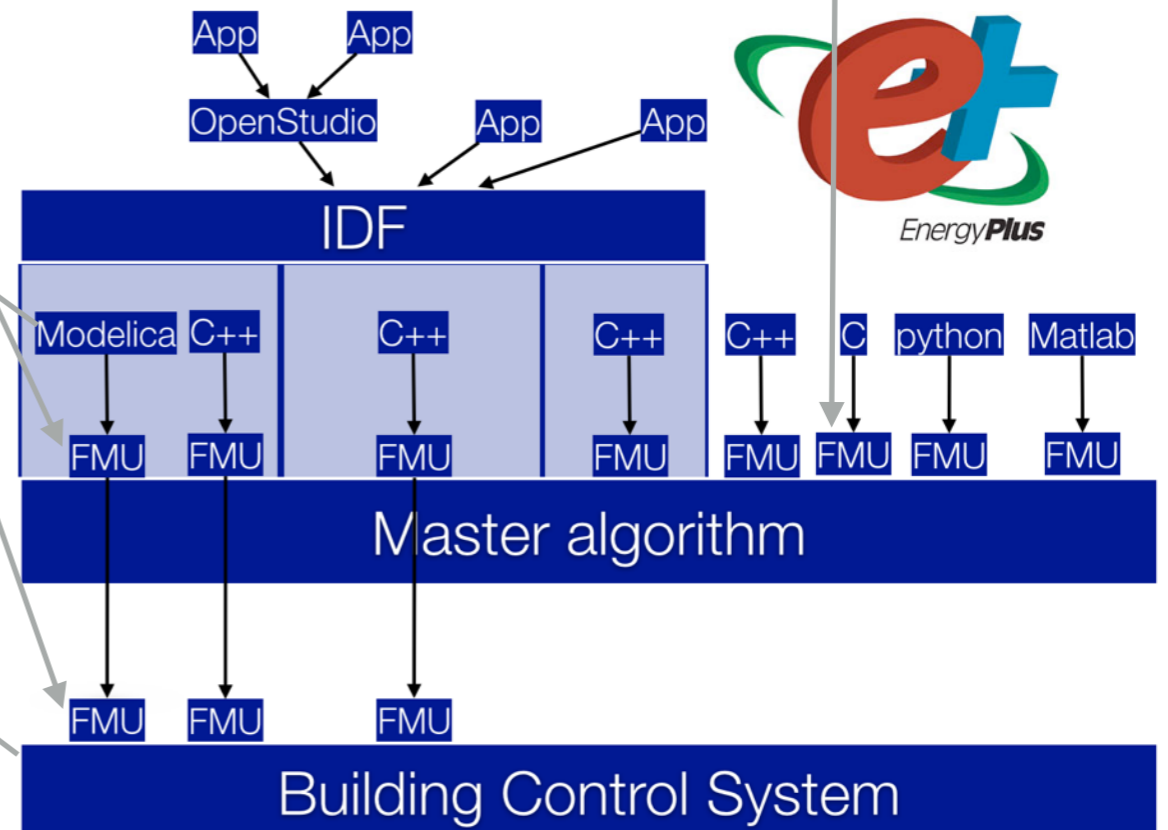 App
App
OpenStudio
App
App
e+
EnergyPlus
IDF
Modelica
C++
C++
C++
C++
C
python
Matlab
FMU
FMU
FMU
FMU
FMU
FMU
FMU
FMU
Master algorithm
FMU
FMU
FMU
Building Control System